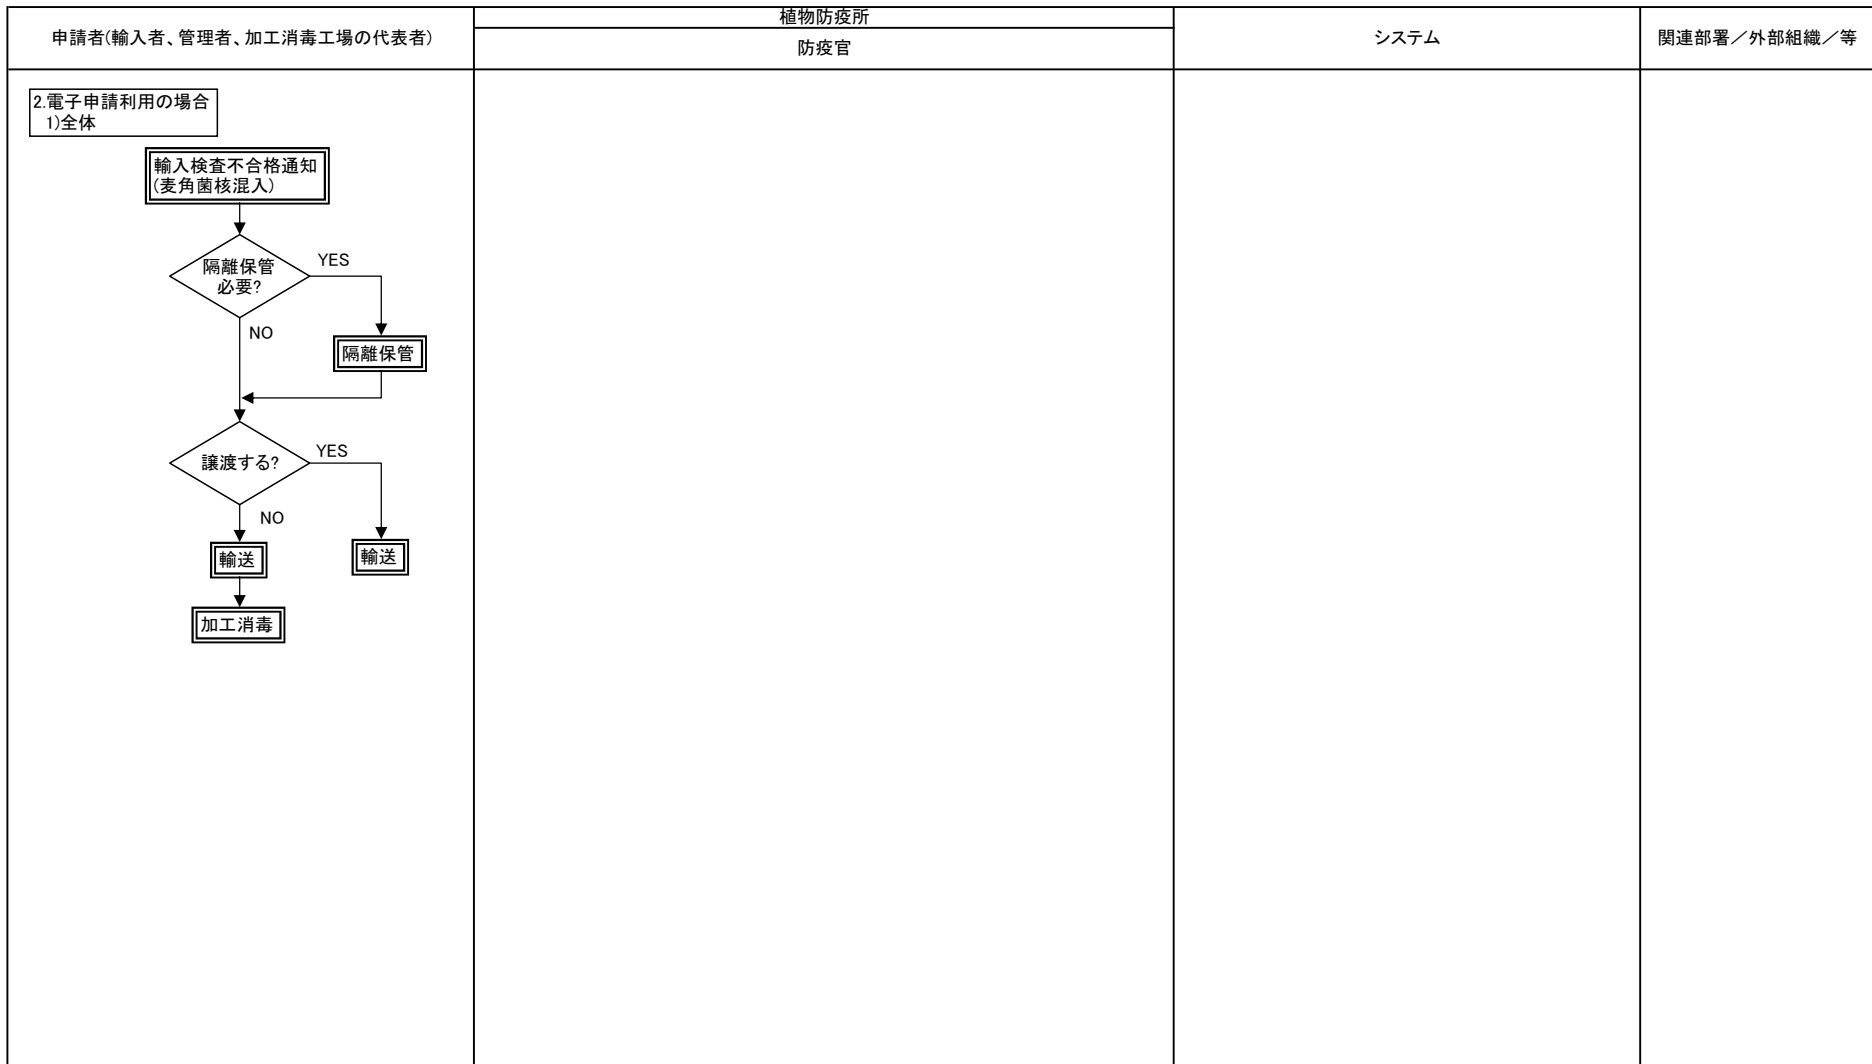 申請者(輸入者、管理者、加工消毒工場の代表者)
植物防疫所
防疫官
システム
関連部署／外部組織／等
2.電子申請利用の場合
1)全体
輸入検査不合格通知
(麦角菌核混入)
隔離保管
必要?
YES
NO
隔離保管
譲渡する?
YES
NO
輸送
輸送
加工消毒